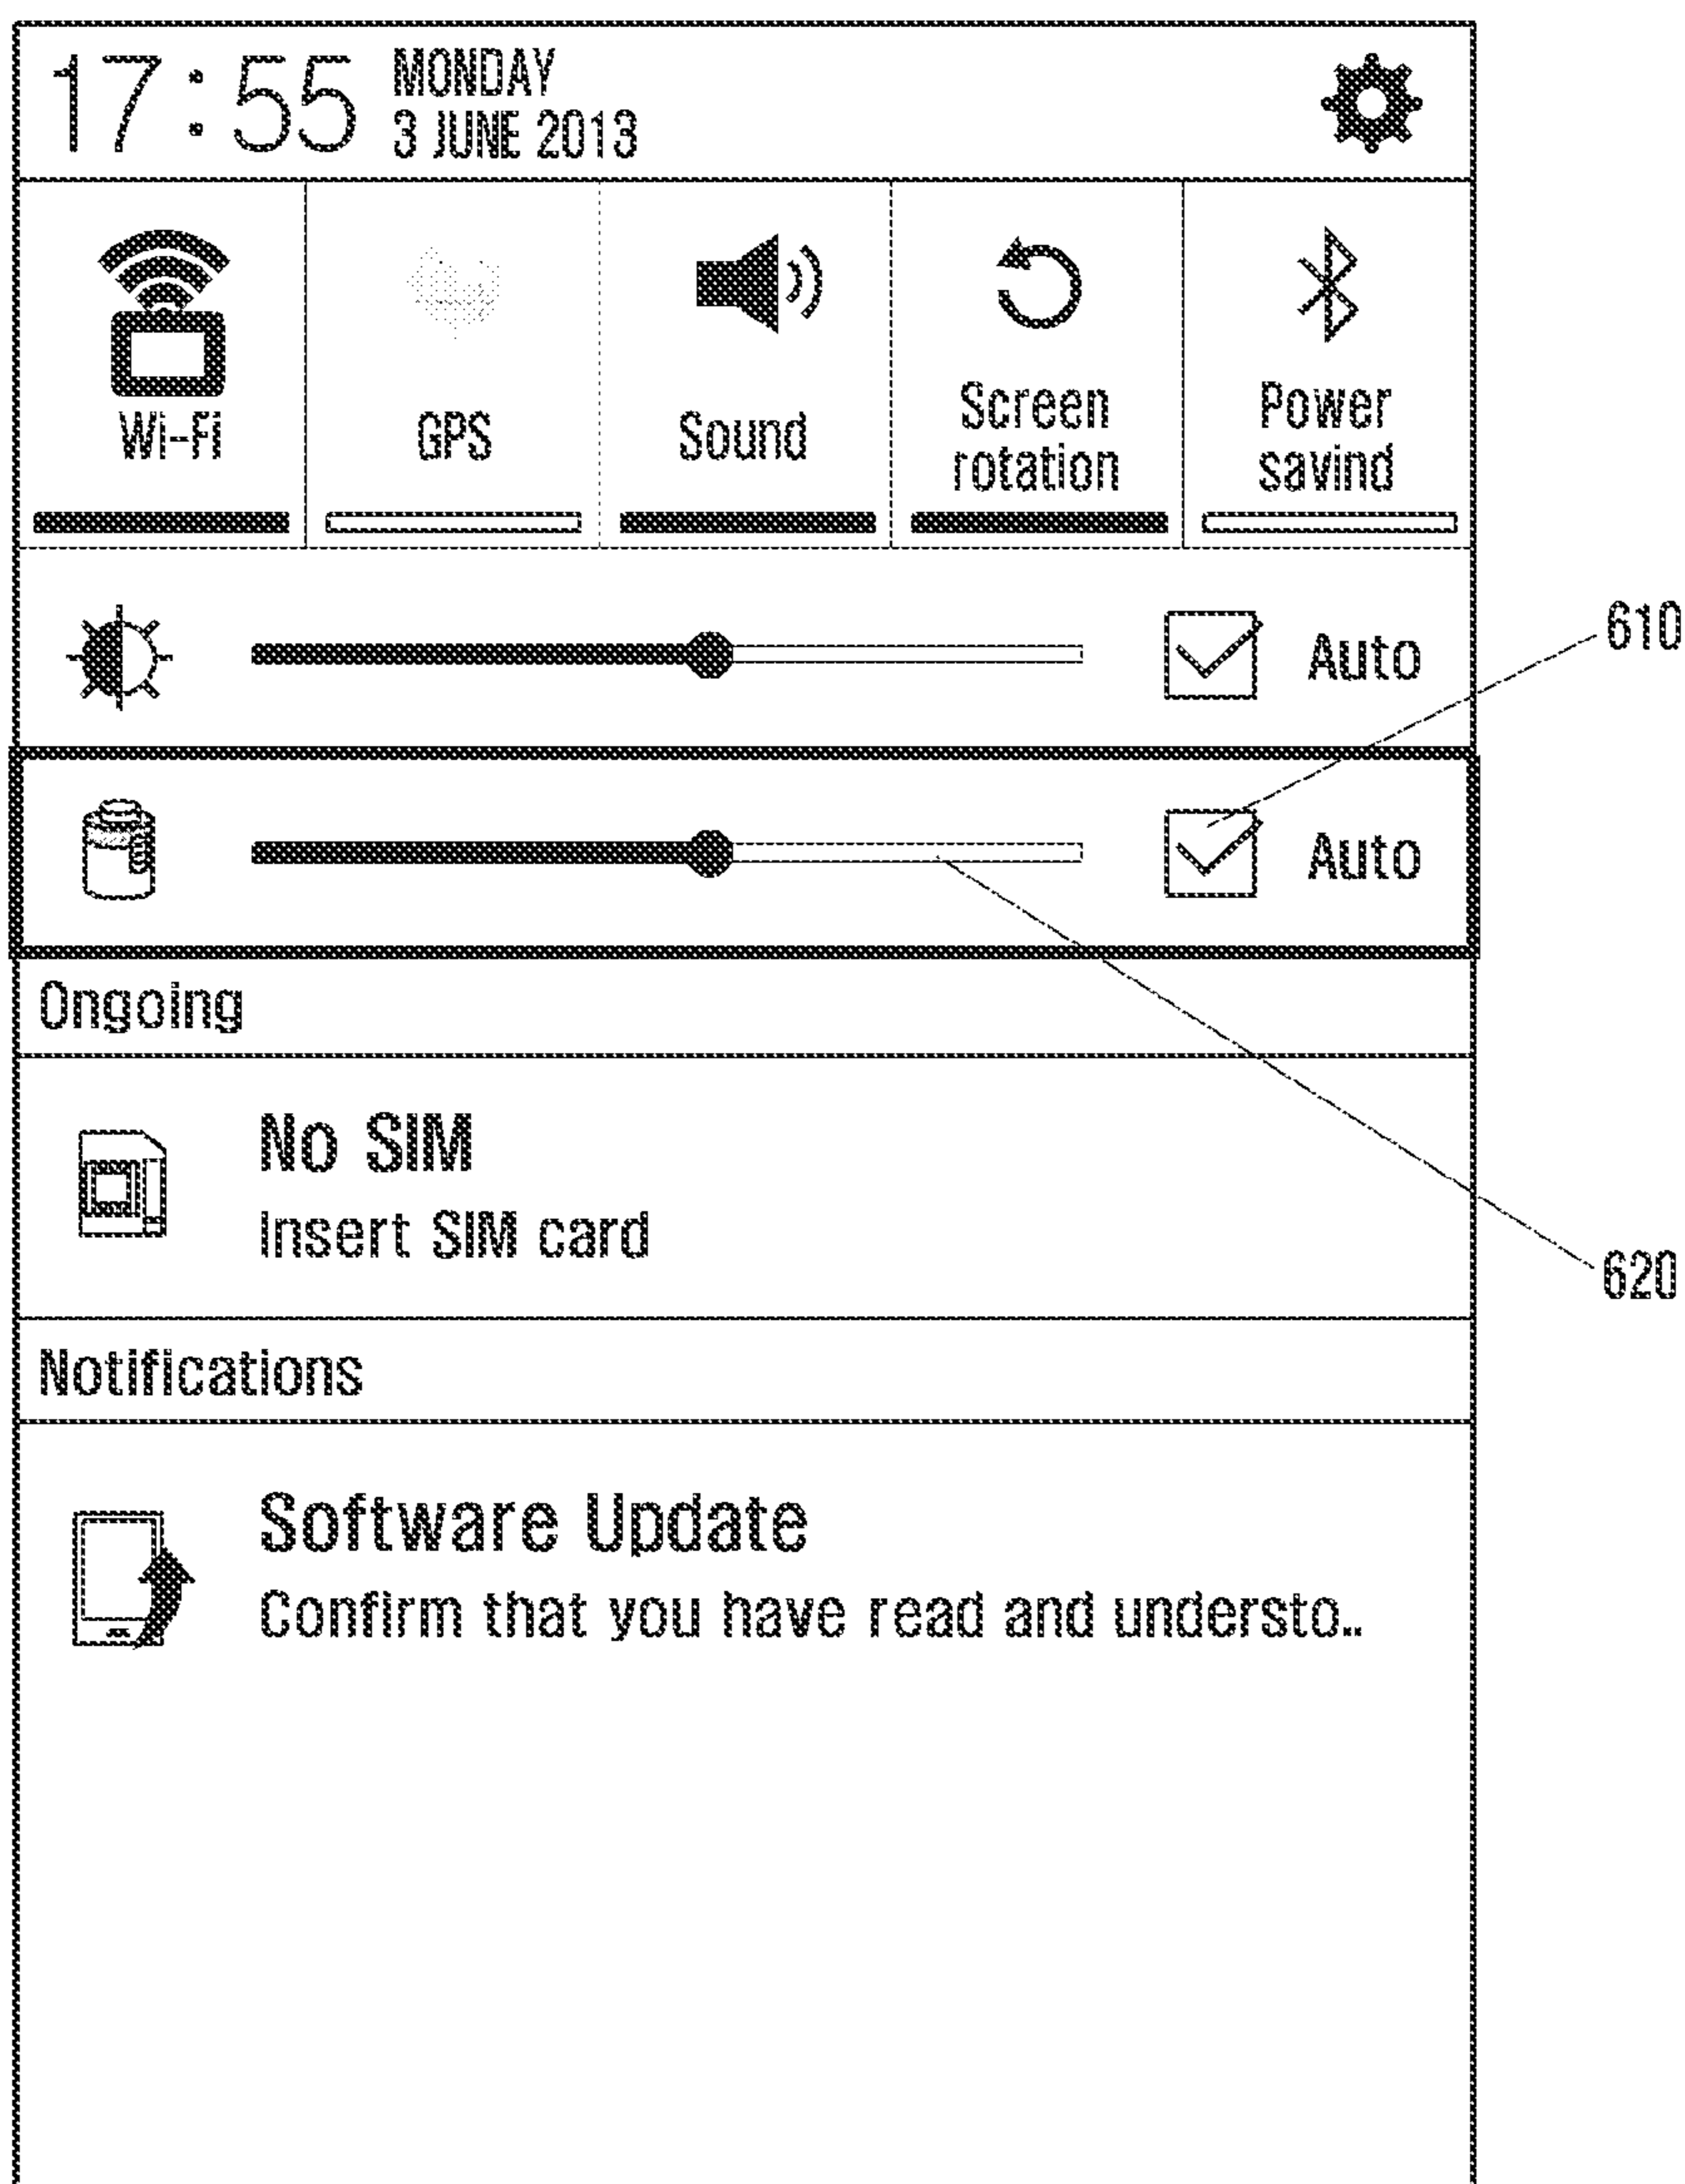 17:55
MONDAY
3 JUNE 2013
Wi-Fi
GPS
Sound
Screen
rotation
Power
savind
Auto
610
Auto
Ongoing
No SIM
Insert SIM card
620
Notifications
Software Update
Confirm that you have read and understo..